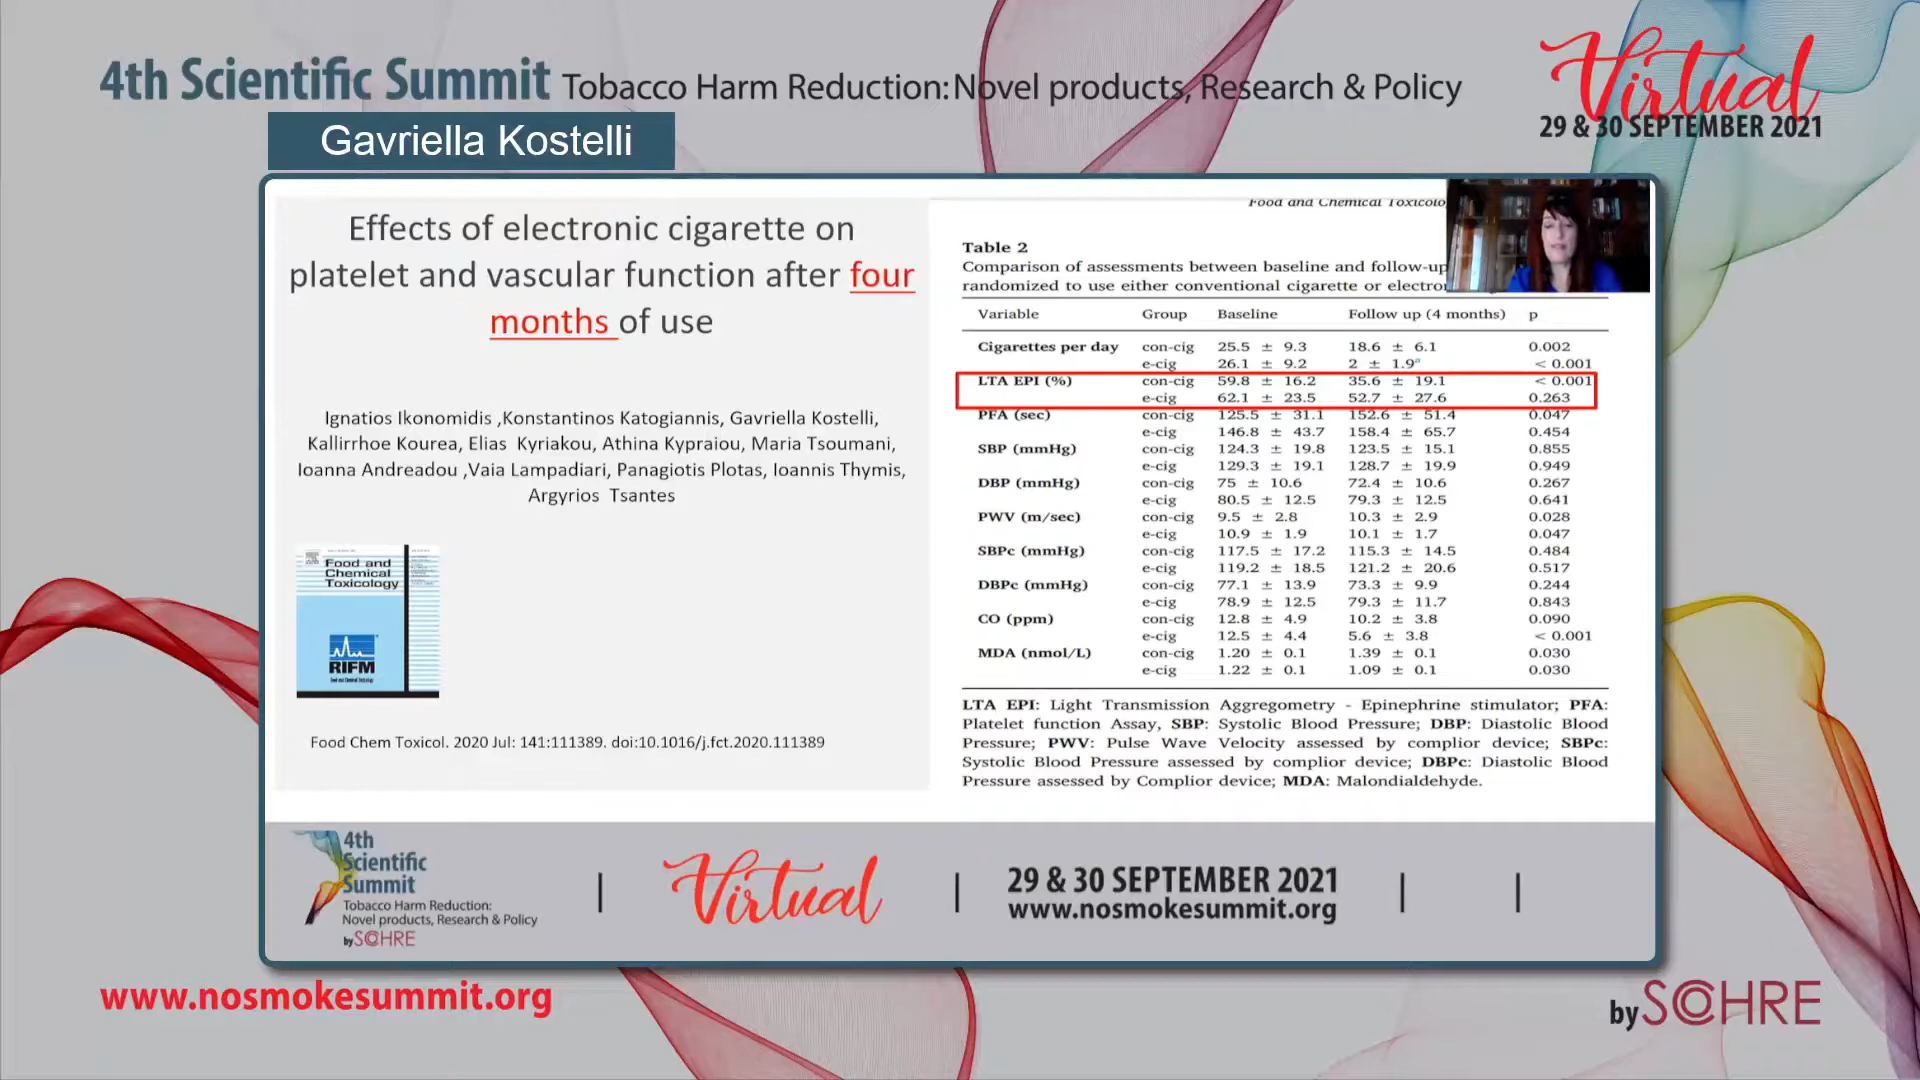 4th Scientific Summit Tobacco Harm Reduction: Novel products, Research & Policy
Virtual
29 & 30 SEPTEMBER 2021
Gavriella Kostelli
Effects of electronic cigarette on
platelet and vascular function after four
months of use
Ignatios Ikonomidis ,Konstantinos Katogiannis, Gavriella Kostelli,
Kallirrhoe Kourea, Elias Kyriakou, Athina Kypraiou, Maria Tsoumani,
Ioanna Andreadou ,Vaia Lampadiari, Panagiotis Plotas, Ioannis Thymis,
Argyrios Tsantes
Food and
Chemical
Toxicology
RIFM
Food Chem Toxicol. 2020 Jul: 141:111389. doi:10.1016/j.fct.2020.111389
Food and Chemical
Table 2
Comparison of assessments between baseline and follow-up
randomized to use either conventional cigarette or
Variable Group Baseline Follow up (4 months) p
Cigarettes per day con-cig 25.5 ± 9.3 18.6 ± 6.1 0.002
e-cig 26.1 ± 9.2 2 ± 1.9ᵃ < 0.001
LTA EPI (%) con-cig 59.8 ± 16.2 35.6 ± 19.1 < 0.001
e-cig 62.1 ± 23.5 52.7 ± 27.6 0.263
PFA (sec) con-cig 125.5 ± 31.1 152.6 ± 51.4 0.047
e-cig 146.8 ± 43.7 158.4 ± 65.7 0.454
SBP (mmHg) con-cig 124.3 ± 19.8 123.5 ± 15.1 0.855
e-cig 129.3 ± 19.1 128.7 ± 19.9 0.949
DBP (mmHg) con-cig 75 ± 10.6 72.4 ± 10.6 0.267
e-cig 80.5 ± 12.5 79.3 ± 12.5 0.641
PWV (m/sec) con-cig 9.5 ± 2.8 10.3 ± 2.9 0.028
e-cig 10.9 ± 1.9 10.1 ± 1.7 0.047
SBPc (mmHg) con-cig 117.5 ± 17.2 115.3 ± 14.5 0.484
e-cig 119.2 ± 18.5 121.2 ± 20.6 0.517
DBPc (mmHg) con-cig 77.1 ± 13.9 73.3 ± 9.9 0.244
e-cig 78.9 ± 12.5 79.3 ± 11.7 0.843
CO (ppm) con-cig 12.8 ± 4.9 10.2 ± 3.8 0.090
e-cig 12.5 ± 4.4 5.6 ± 3.8 < 0.001
MDA (nmol/L) con-cig 1.20 ± 0.1 1.39 ± 0.1 0.030
e-cig 1.22 ± 0.1 1.09 ± 0.1 0.030
LTA EPI: Light Transmission Aggregometry - Epinephrine stimulator; PFA:
Platelet function Assay, SBP: Systolic Blood Pressure; DBP: Diastolic Blood
Pressure; PWV: Pulse Wave Velocity assessed by complior device; SBPc:
Systolic Blood Pressure assessed by complior device; DBPc: Diastolic Blood
Pressure assessed by Complior device; MDA: Malondialdehyde.
4th
Scientific
Summit
Tobacco Harm Reduction:
Novel products, Research & Policy
by SCOHRE
Virtual
29 & 30 SEPTEMBER 2021
www.nosmokesummit.org
www.nosmokesummit.org
by SCOHRE